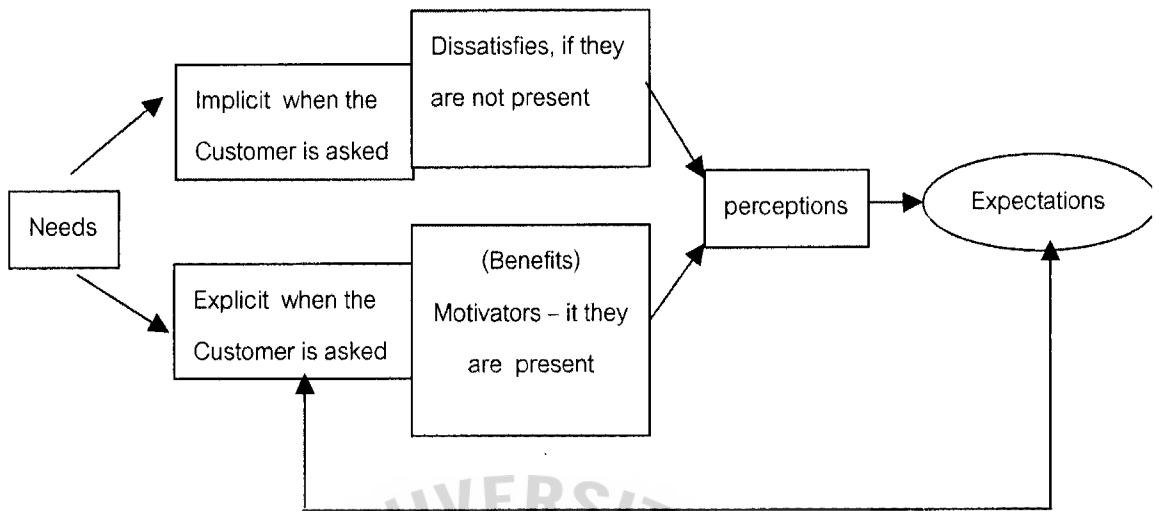 Needs
Implicit when the
Customer is asked
Dissatisfies, if they
are not present
Explicit when the
Customer is asked
(Benefits)
Motivators – it they
are present
perceptions
Expectations